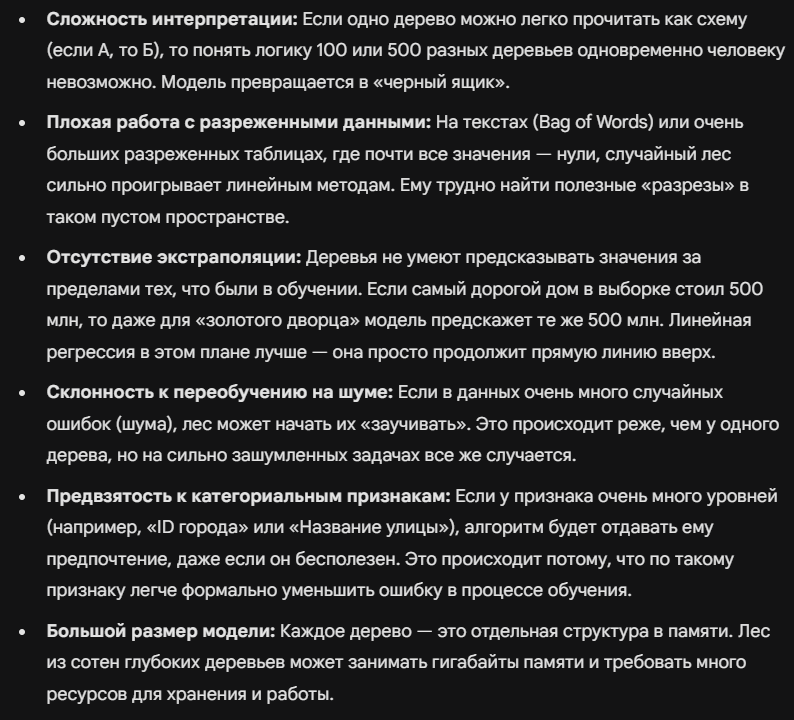 • Сложность интерпретации: Если одно дерево можно легко прочитать как схему
(если А, то Б), то понять логику 100 или 500 разных деревьев одновременно человеку
невозможно. Модель превращается в «черный ящик».
• Плохая работа с разреженными данными: На текстах (Bag of Words) или очень
больших разреженных таблицах, где почти все значения — нули, случайный лес
сильно проигрывает линейным методам. Ему трудно найти полезные «разрезы» в
таком пустом пространстве.
• Отсутствие экстраполяции: Деревья не умеют предсказывать значения за
пределами тех, что были в обучении. Если самый дорогой дом в выборке стоил 500
млн, то даже для «золотого дворца» модель предскажет те же 500 млн. Линейная
регрессия в этом плане лучше — она просто продолжит прямую линию вверх.
• Склонность к переобучению на шуме: Если в данных очень много случайных
ошибок (шума), лес может начать их «заучивать». Это происходит реже, чем у одного
дерева, но на сильно зашумленных задачах все же случается.
• Предвзятость к категориальным признакам: Если у признака очень много уровней
(например, «ID города» или «Название улицы»), алгоритм будет отдавать ему
предпочтение, даже если он бесполезен. Это происходит потому, что по такому
признаку легче формально уменьшить ошибку в процессе обучения.
• Большой размер модели: Каждое дерево — это отдельная структура в памяти. Лес
из сотен глубоких деревьев может занимать гигабайты памяти и требовать много
ресурсов для хранения и работы.